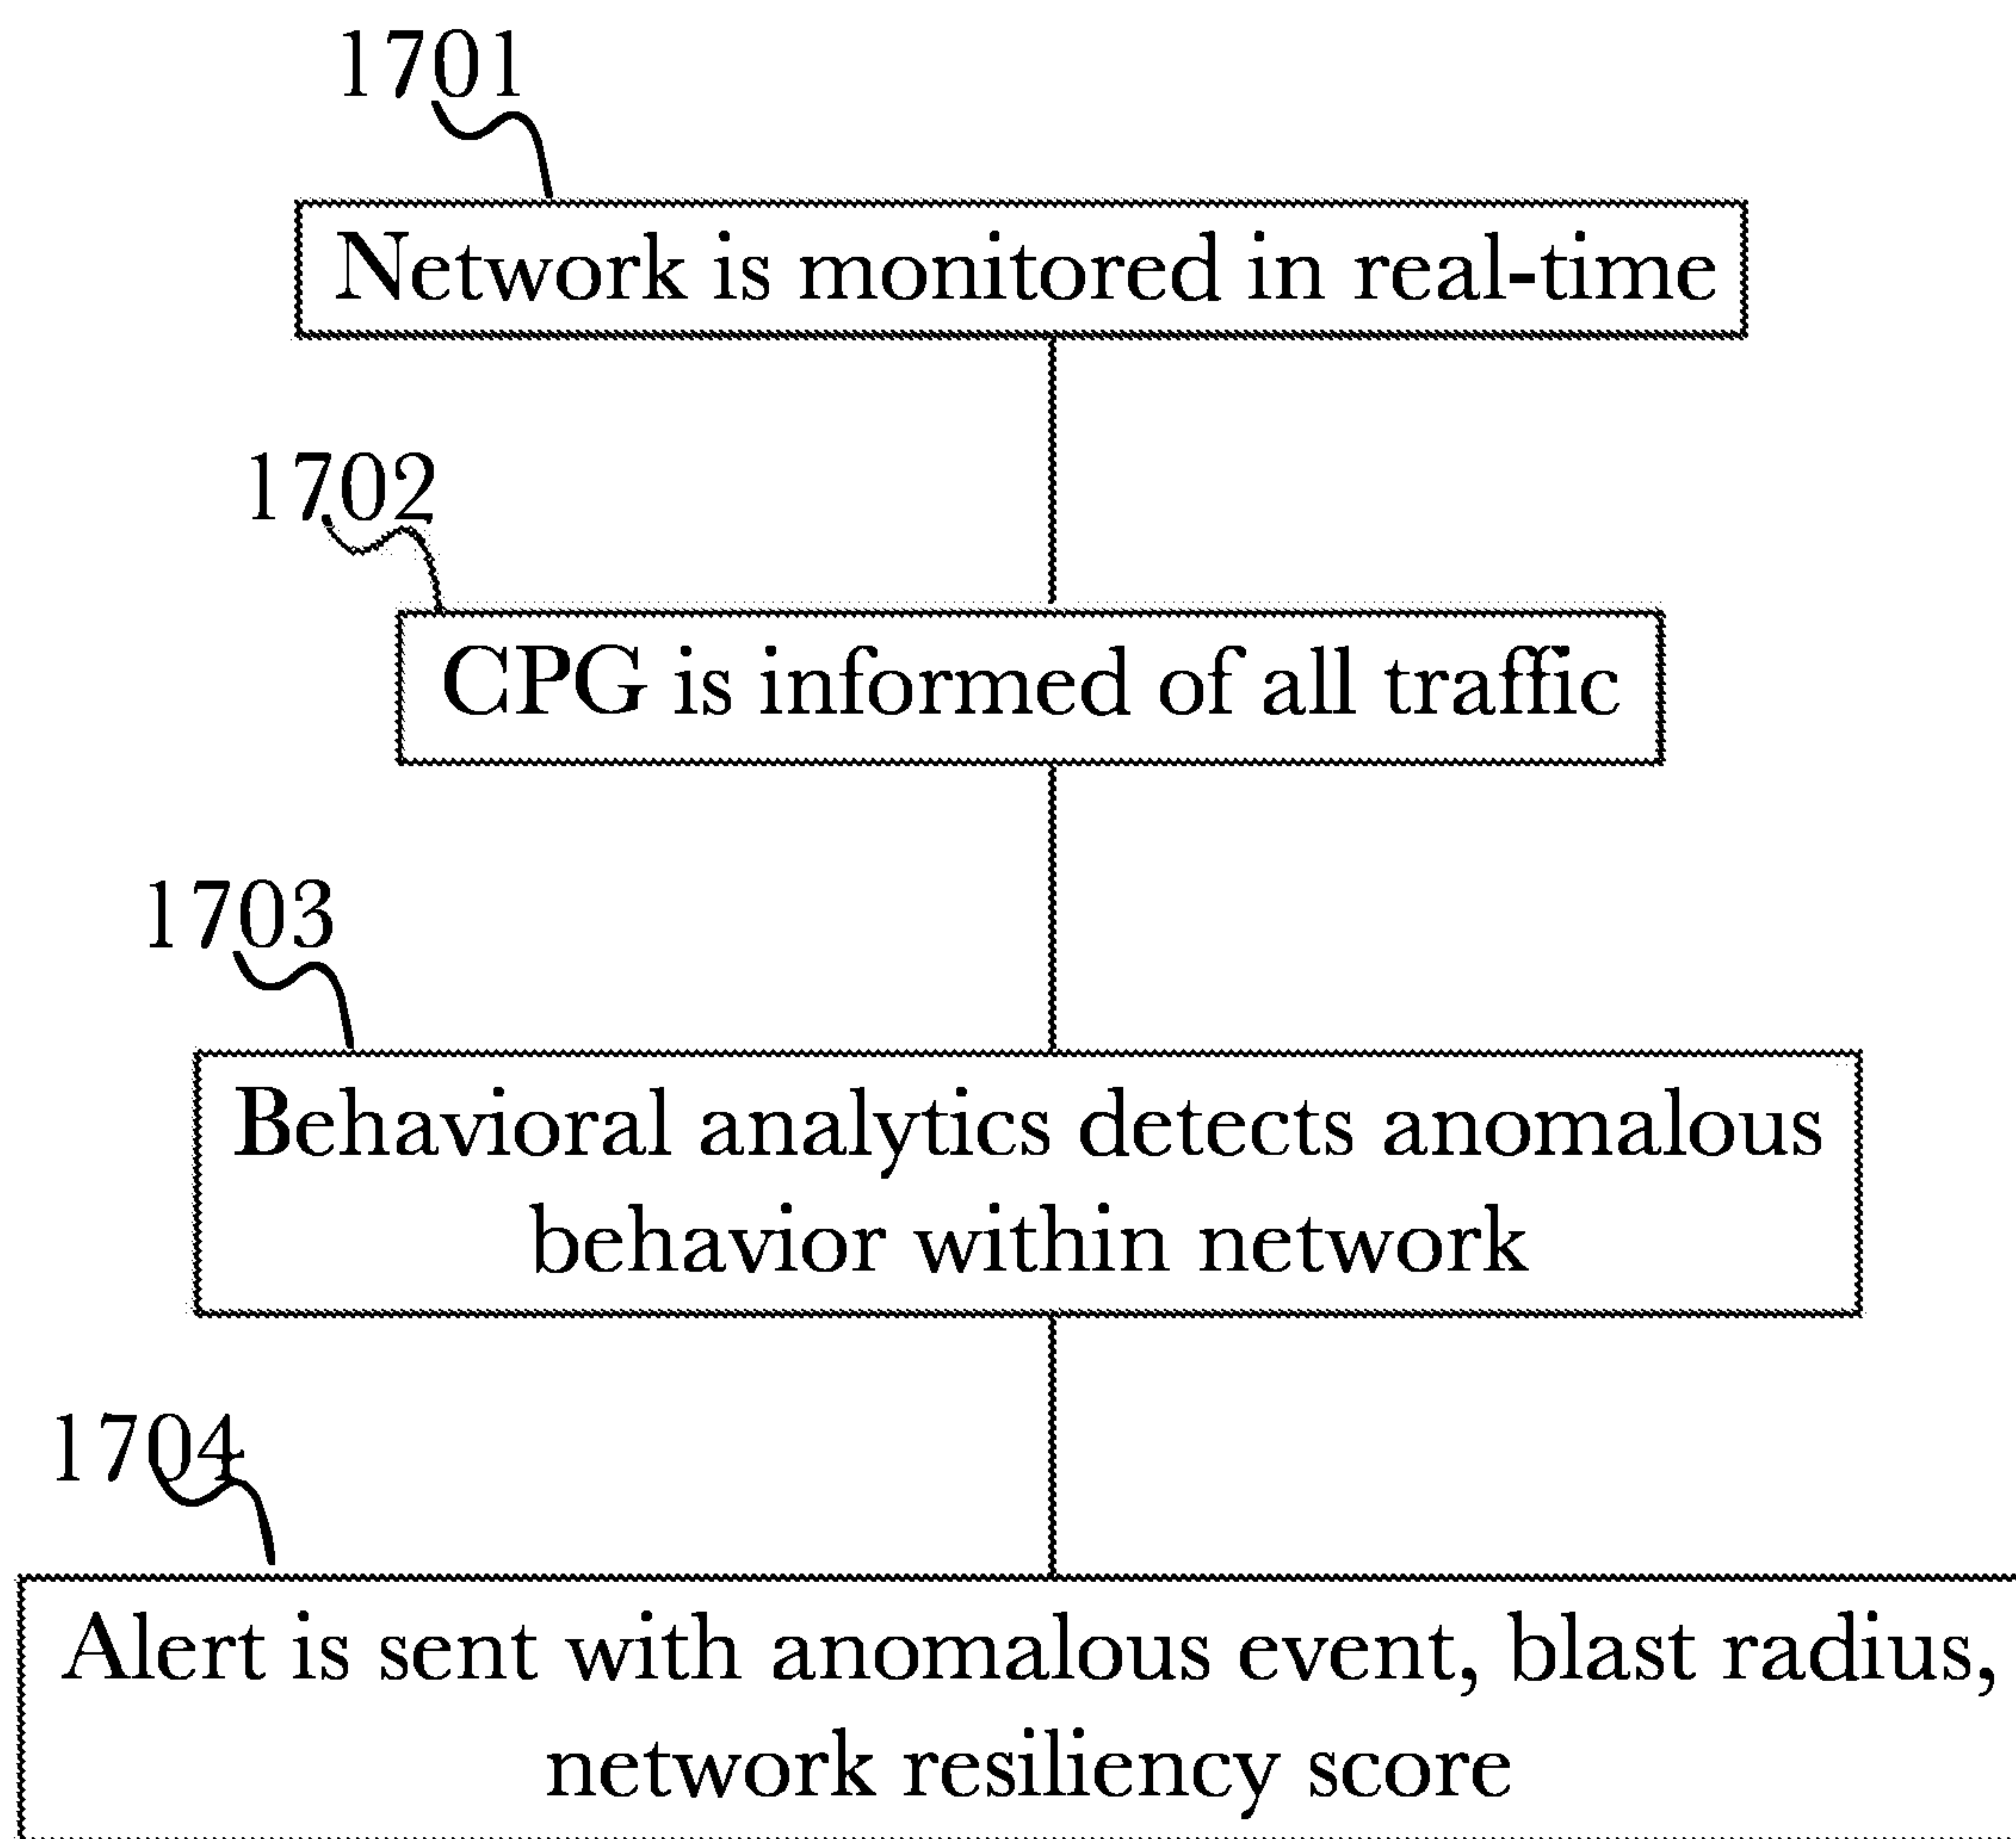 1701
Network is monitored in real-time
1702
CPG is informed of all traffic
1703
Behavioral analytics detects anomalous
behavior within network
1704
Alert is sent with anomalous event, blast radius,
network resiliency score